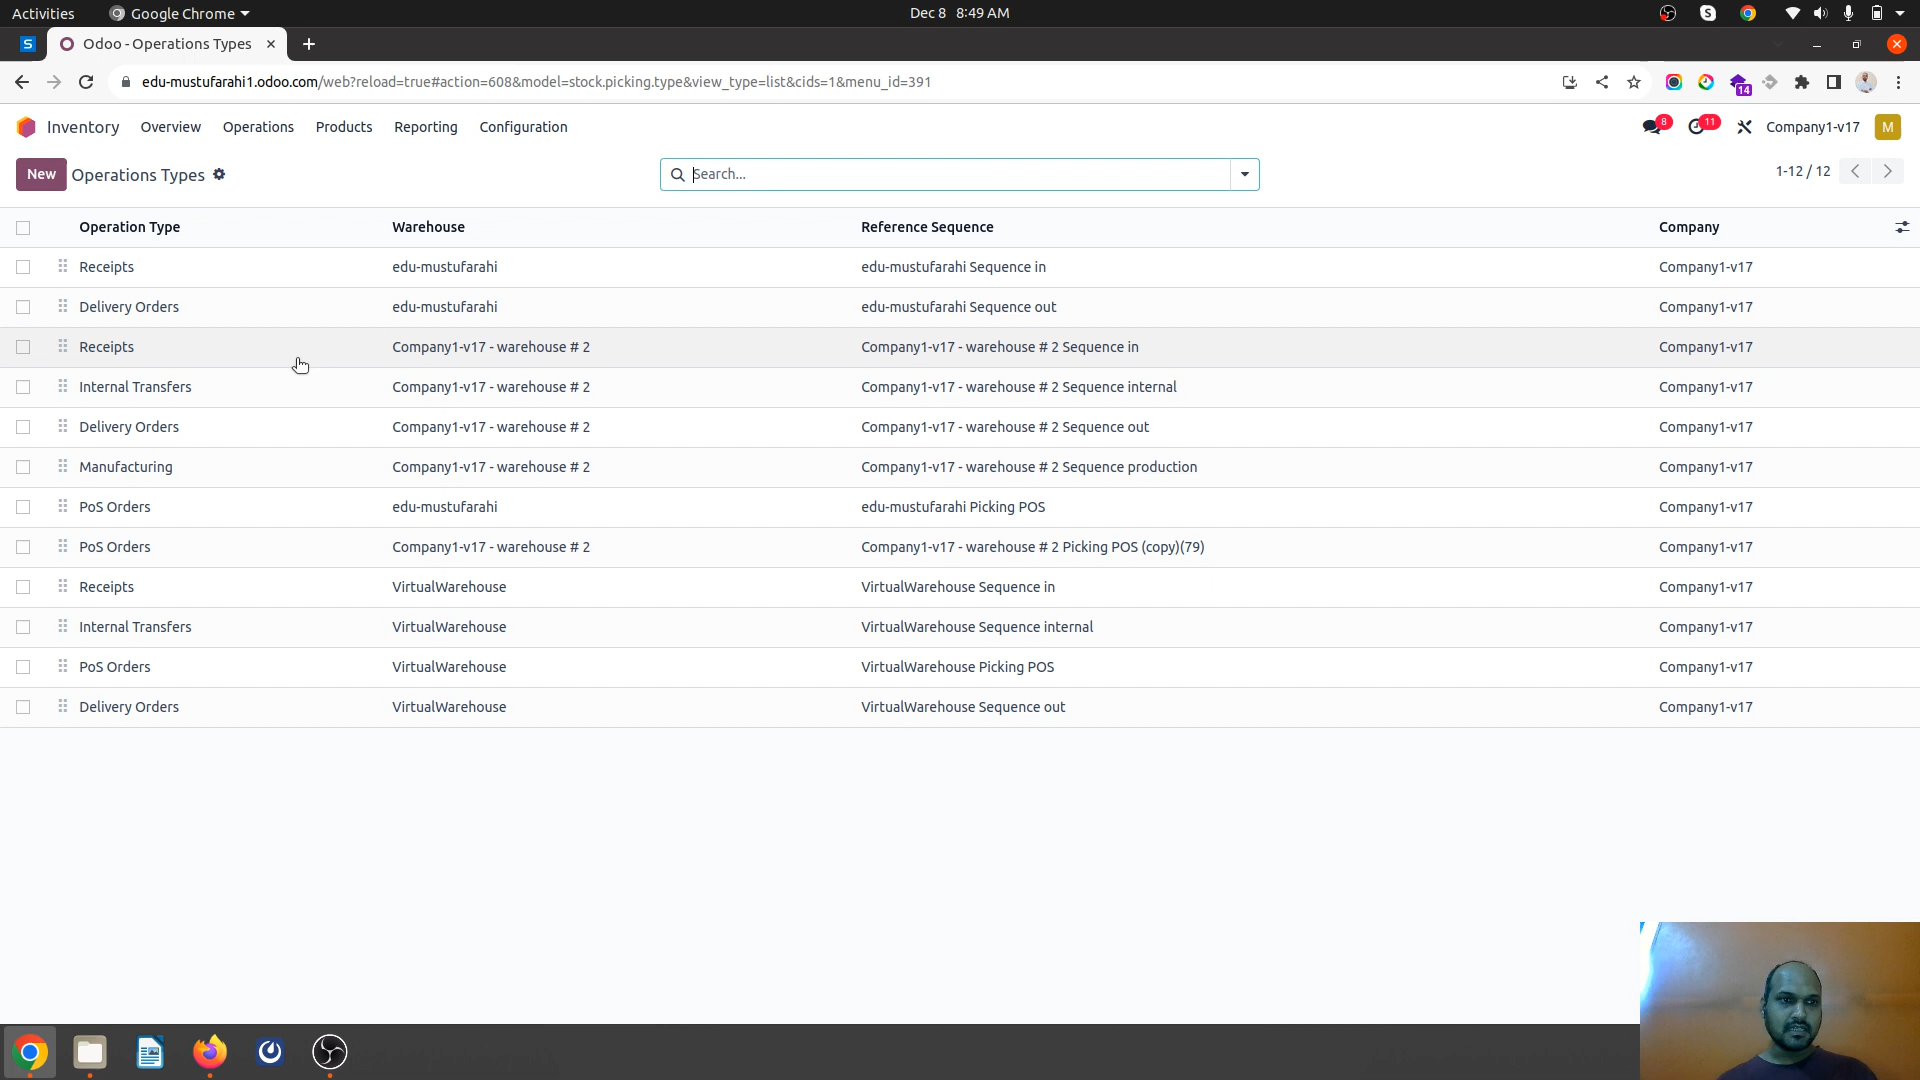 Activities Google Chrome Dec 8 8:49 AM
S Odoo - Operations Types
edu-mustufarahi1.odoo.com/web?reload=true#action=608&model=stock.picking.type&view_type=list&cids=1&menu_id=391 14
Inventory Overview Operations Products Reporting Configuration 8 11 Company1-v17 M
New Operations Types Search... 1-12 / 12
Operation Type Warehouse Reference Sequence Company
Receipts edu-mustufarahi edu-mustufarahi Sequence in Company1-v17
Delivery Orders edu-mustufarahi edu-mustufarahi Sequence out Company1-v17
Receipts Company1-v17 - warehouse # 2 Company1-v17 - warehouse # 2 Sequence in Company1-v17
Internal Transfers Company1-v17 - warehouse # 2 Company1-v17 - warehouse # 2 Sequence internal Company1-v17
Delivery Orders Company1-v17 - warehouse # 2 Company1-v17 - warehouse # 2 Sequence out Company1-v17
Manufacturing Company1-v17 - warehouse # 2 Company1-v17 - warehouse # 2 Sequence production Company1-v17
PoS Orders edu-mustufarahi edu-mustufarahi Picking POS Company1-v17
PoS Orders Company1-v17 - warehouse # 2 Company1-v17 - warehouse # 2 Picking POS (copy)(79) Company1-v17
Receipts VirtualWarehouse VirtualWarehouse Sequence in Company1-v17
Internal Transfers VirtualWarehouse VirtualWarehouse Sequence internal Company1-v17
PoS Orders VirtualWarehouse VirtualWarehouse Picking POS Company1-v17
Delivery Orders VirtualWarehouse VirtualWarehouse Sequence out Company1-v17